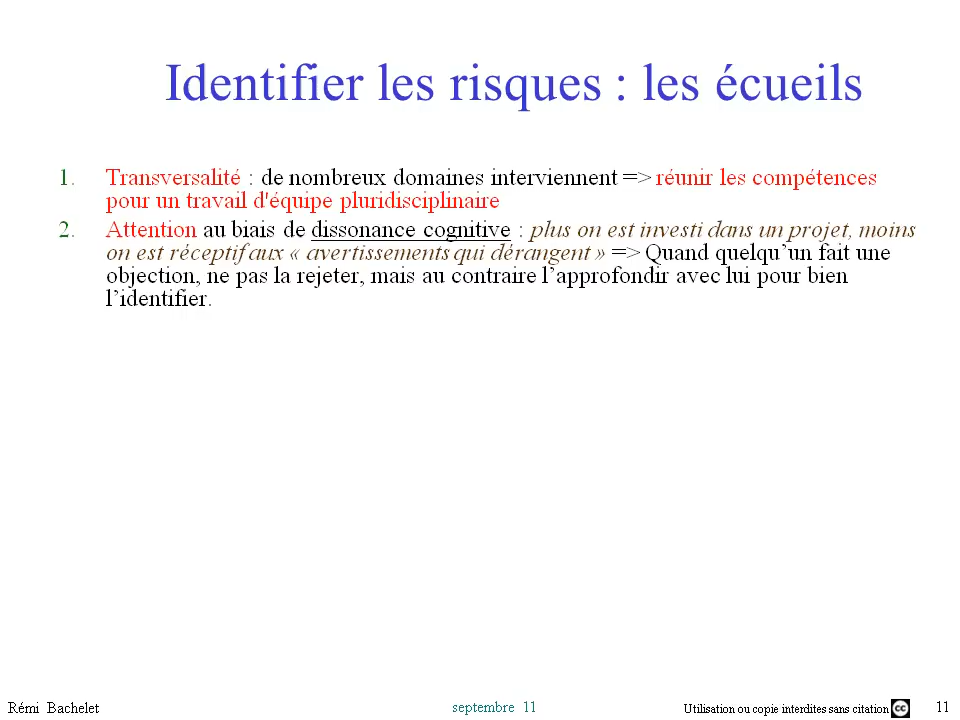 Identifier les risques : les écueils
1. Transversalité : de nombreux domaines interviennent => réunir les compétences
pour un travail d'équipe pluridisciplinaire
2. Attention au biais de dissonance cognitive : plus on est investi dans un projet, moins
on est réceptif aux « avertissements qui dérangent » => Quand quelqu’un fait une
objection, ne pas la rejeter, mais au contraire l’approfondir avec lui pour bien
l’identifier.
Rémi Bachelet
septembre 11
Utilisation ou copie interdites sans citation
cc
11